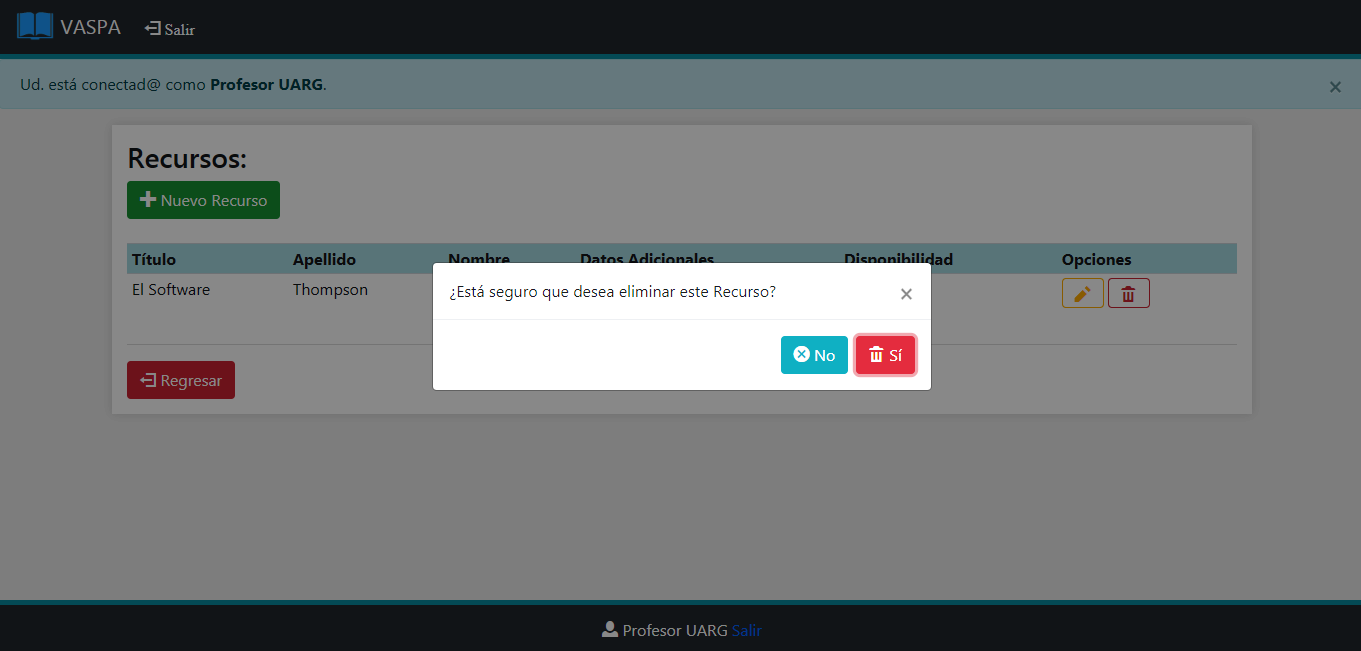 VASPA Salir
Ud. está conectad@ como Profesor UARG. ×
Recursos:
Nuevo Recurso
Título Apellido Nombre Datos Adicionales Disponibilidad Opciones
El Software Thompson
¿Está seguro que desea eliminar este Recurso? ×
No Sí
Regresar
Profesor UARG Salir